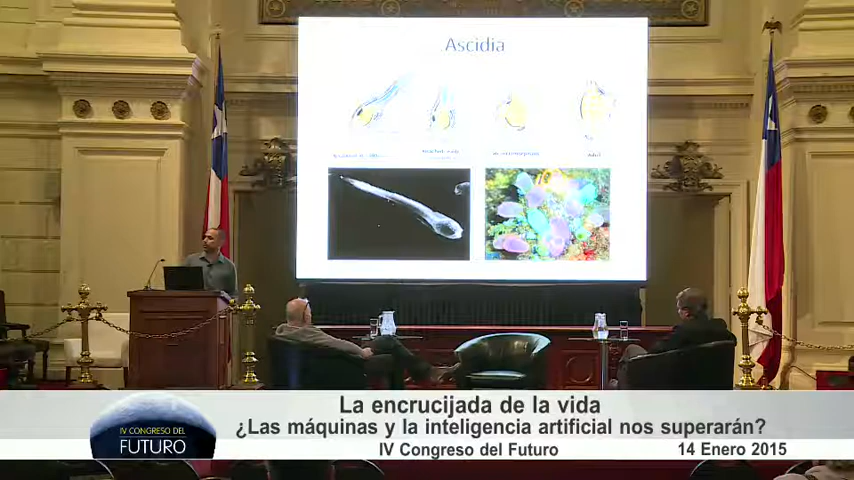 Ascidia
La encrucijada de la vida
¿Las máquinas y la inteligencia artificial nos superarán?
IV CONGRESO DEL
FUTURO
IV Congreso del Futuro
14 Enero 2015